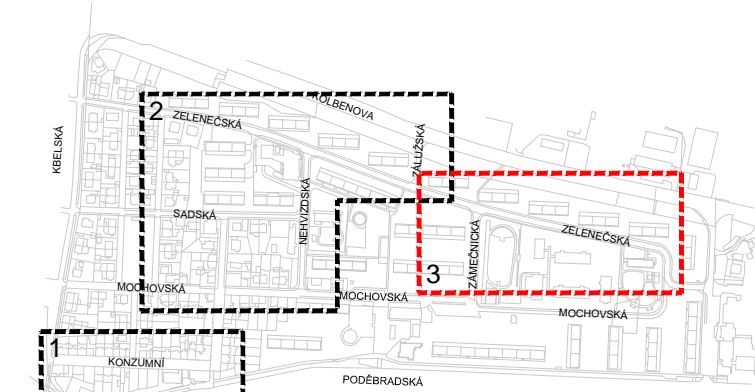 KOLBENOVA
2
ZELENEČSKÁ
KBELSKÁ
ZÁLUŽSKÁ
NEHVIZDSKÁ
SADSKÁ
ZÁMEČNICKÁ
ZELENEČSKÁ
3
MOCHOVSKÁ
MOCHOVSKÁ
MOCHOVSKÁ
1
KONZUMNÍ
PODĚBRADSKÁ